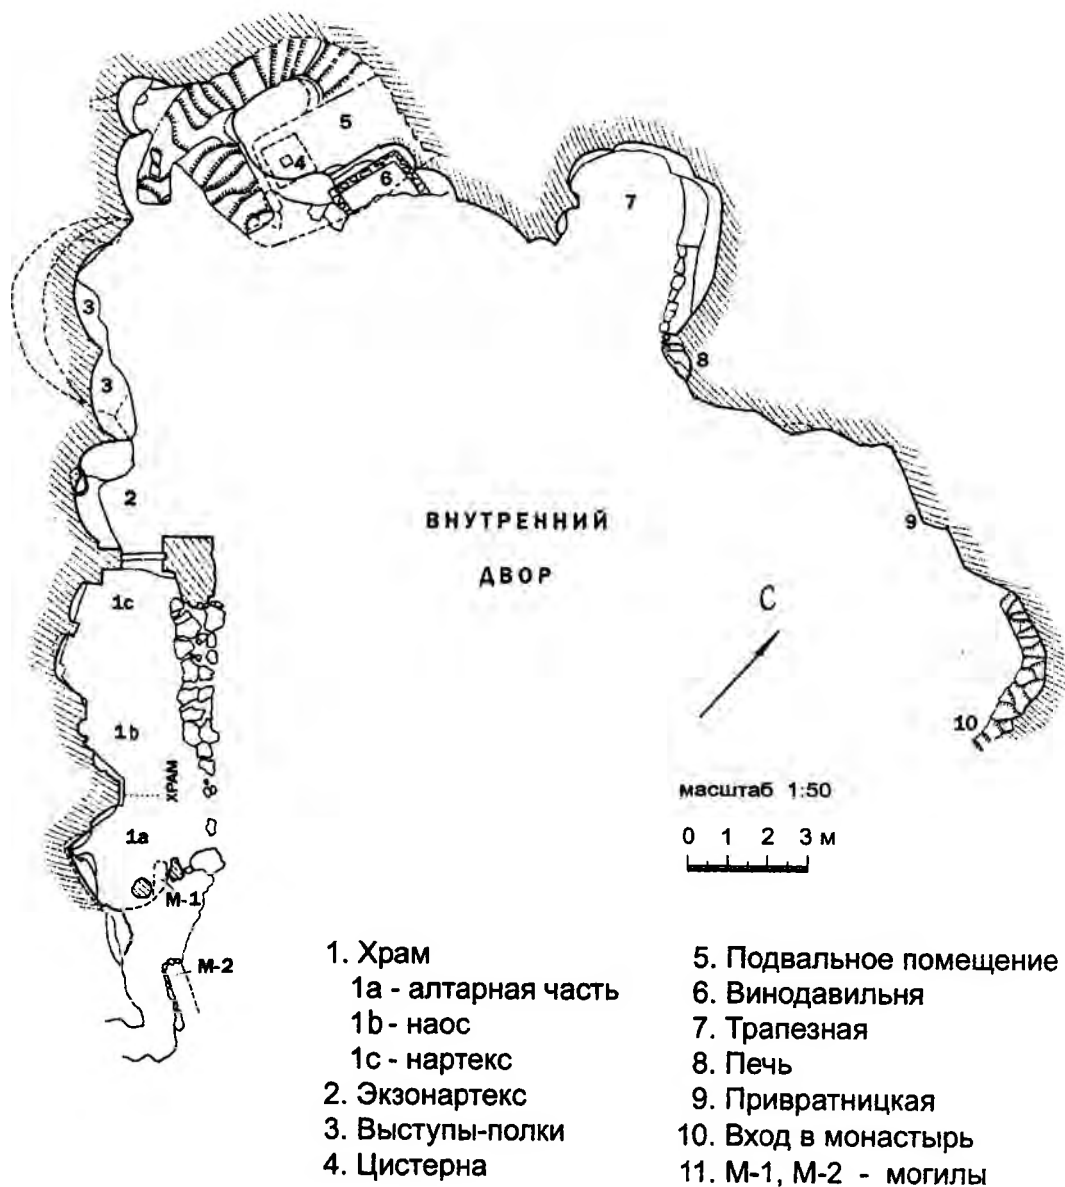 5
4
6
7
3
3
8
2
9
ВНУТРЕННИЙ
ДВОР
1c
С
1b
10
ХРАМ
масштаб 1:50
0 1 2 3 м
1a
М-1
М-2
1. Храм
1а - алтарная часть
1b - наос
1с - нартекс
2. Экзонартекс
3. Выступы-полки
4. Цистерна
5. Подвальное помещение
6. Винодавильня
7. Трапезная
8. Печь
9. Привратницкая
10. Вход в монастырь
11. М-1, М-2 - могилы